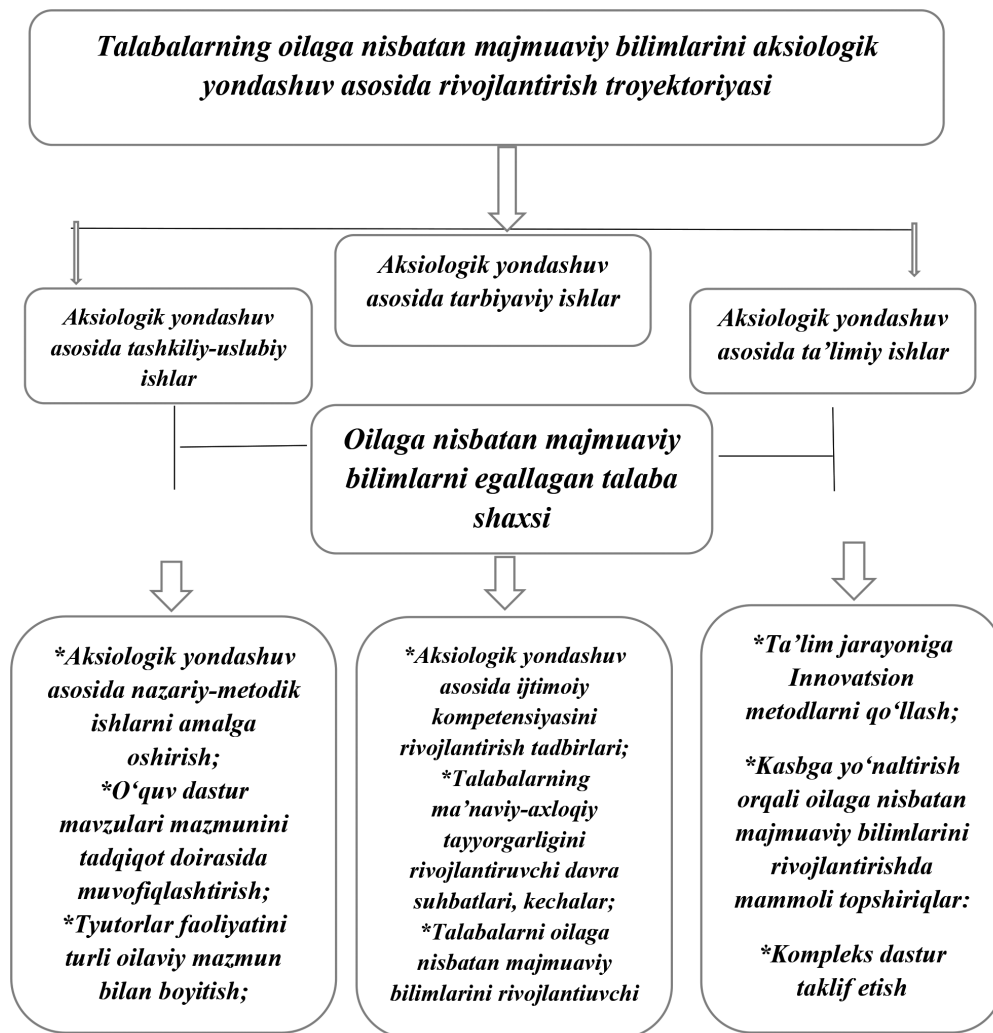 Talabalarning oilaga nisbatan majmuaviy bilimlarini aksiologik
yondashuv asosida rivojlantirish troyektoriyasi
Aksiologik yondashuv
asosida tarbiyaviy ishlar
Aksiologik yondashuv
asosida tashkiliy-uslubiy
ishlar
Aksiologik yondashuv
asosida ta’limiy ishlar
Oilaga nisbatan majmuaviy
bilimlarni egallagan talaba
shaxsi
*Aksiologik yondashuv
asosida nazariy-metodik
ishlarni amalga
oshirish;
*O‘quv dastur
mavzulari mazmunini
tadqiqot doirasida
muvofiqlashtirish;
*Tyutorlar faoliyatini
turli oilaviy mazmun
bilan boyitish;
*Aksiologik yondashuv
asosida ijtimoiy
kompetensiyasini
rivojlantirish tadbirlari;
*Talabalarning
ma’naviy-axloqiy
tayyorgarligini
rivojlantiruvchi davra
suhbatlari, kechalar;
*Talabalarni oilaga
nisbatan majmuaviy
bilimlarini rivojlantiuvchi
*Ta’lim jarayoniga
Innovatsion
metodlarni qo‘llash;
*Kasbga yo‘naltirish
orqali oilaga nisbatan
majmuaviy bilimlarini
rivojlantirishda
mammoli topshiriqlar:
*Kompleks dastur
taklif etish